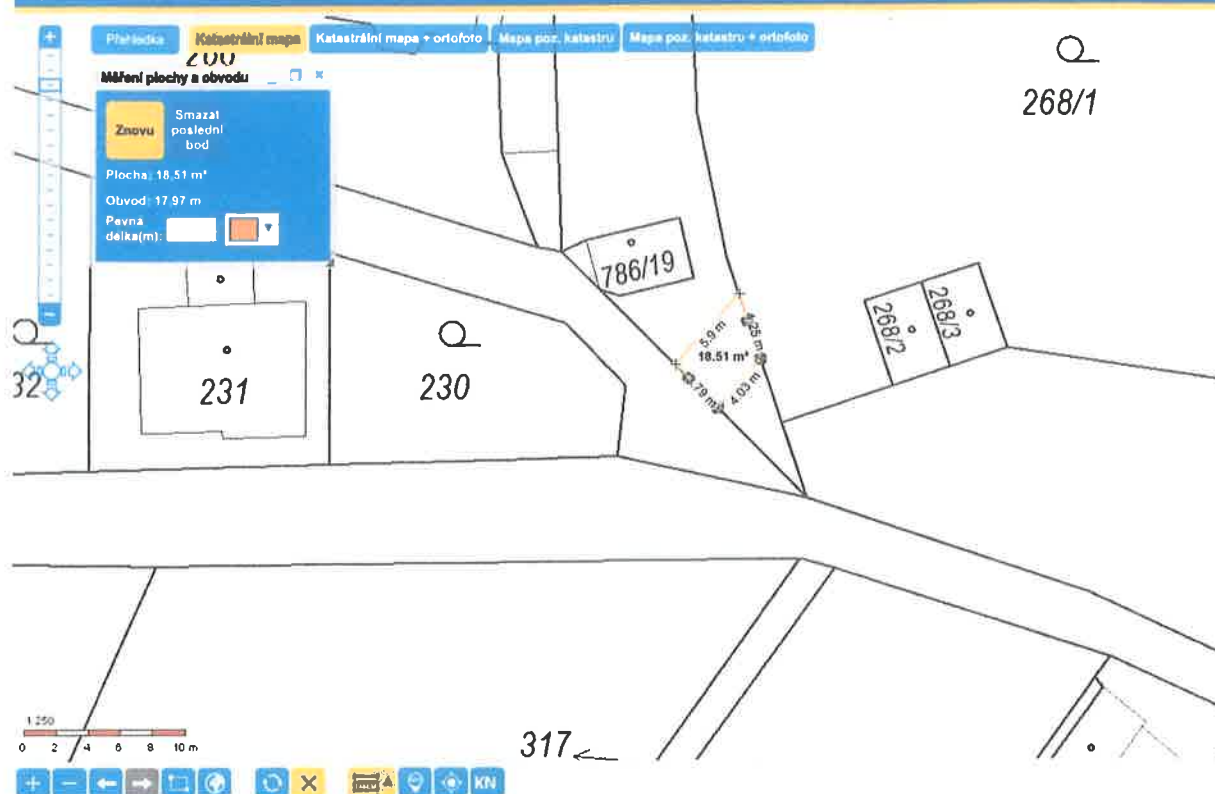 Přehledka Katastrální mapa Katastrální mapa + ortofoto Mapa poz. katastru Mapa poz. katastru + ortofoto
Měření plochy a obvodu
Znovu
Smazat
poslední
bod
Plocha: 18,51 m²
Obvod: 17,97 m
Pevná
délka(m):
268/1
786/19
268/2
268/3
5.9 m
18.51 m²
4.03 m
32
231
230
1:250
0 2 4 6 8 10 m
317
KN